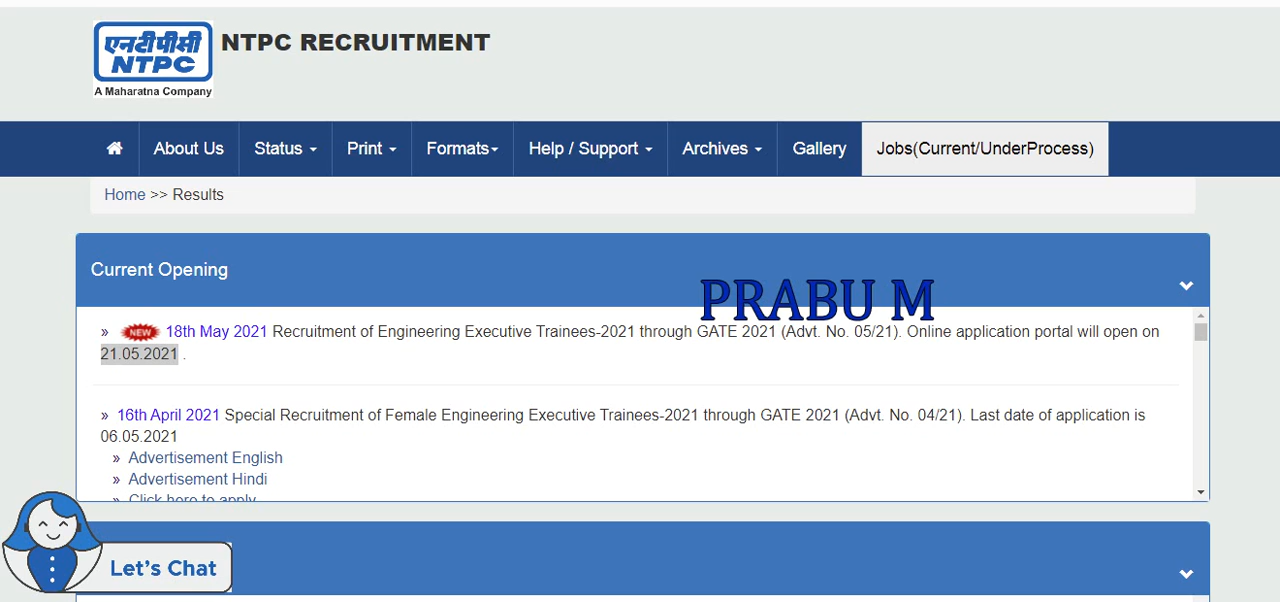 एनटीपीसी
NTPC
A Maharatna Company
NTPC RECRUITMENT
About Us
Status
Print
Formats
Help / Support
Archives
Gallery
Jobs(Current/UnderProcess)
Home >> Results
Current Opening
PRABU M
» NEW 18th May 2021 Recruitment of Engineering Executive Trainees-2021 through GATE 2021 (Advt. No. 05/21). Online application portal will open on
21.05.2021 .
» 16th April 2021 Special Recruitment of Female Engineering Executive Trainees-2021 through GATE 2021 (Advt. No. 04/21). Last date of application is
06.05.2021
» Advertisement English
» Advertisement Hindi
» Click here to apply
Let's Chat